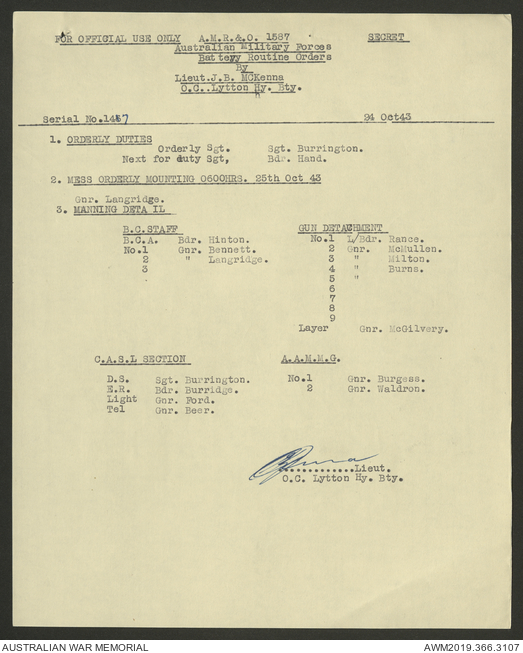 FOR OFFICIAL USE ONLY A.M.R.&.O. 1587 SECRET
Australian Military Forces
Battery Routine Orders
By
Lieut.J.B. McKenna
O.C..Lytton Hy. Bty.
Serial No. 24 Oct43
1. ORDERLY DUTIES
Orderly Sgt. Sgt. Burrington.
Next for duty Sgt, Bdr. Hand.
2. MESS ORDERLY MOUNTING 0600HRS. 25th Oct 43
Gnr. Langridge.
3. MANNING DETA IL
B.C.STAFF GUN DETACHMENT
B.C.A. Bdr. Hinton. No.1 L/Bdr. Rance.
No.1 Gnr. Bennett. 2 Gnr. McMullen.
2 " Langridge. 3 " Milton.
3 4 " Burns.
5 "
6
7
8
9
Layer Gnr. McGilvery.
C.A.S.L SECTION A.A.M.M.G.
D.S. Sgt. Burrington. No.1 Gnr. Burgess.
E.R. Bdr. Burridge. 2 Gnr. Waldron.
Light Gnr. Ford.
Tel Gnr. Beer.
............Lieut.
O.C. Lytton Hy. Bty.
AUSTRALIAN WAR MEMORIAL AWM2019.366.3107